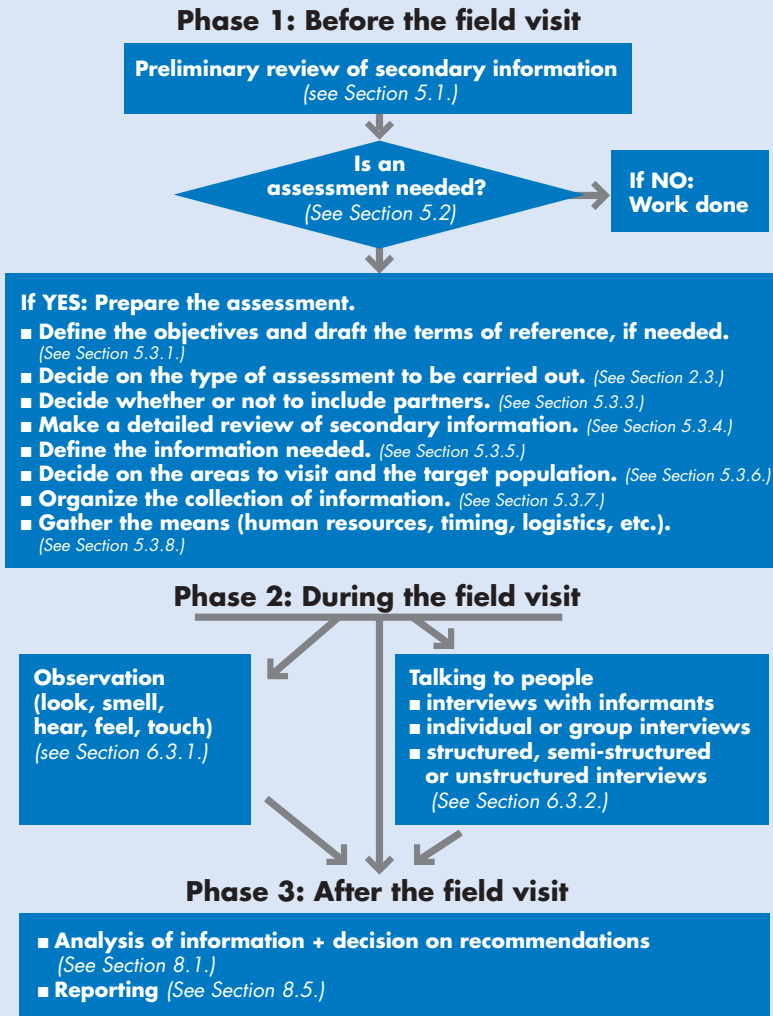 Phase 1: Before the field visit
Preliminary review of secondary information
(see Section 5.1.)
Is an
assessment needed?
(See Section 5.2)
If NO:
Work done
If YES: Prepare the assessment.
■ Define the objectives and draft the terms of reference, if needed.
(See Section 5.3.1.)
■ Decide on the type of assessment to be carried out. (See Section 2.3.)
■ Decide whether or not to include partners. (See Section 5.3.3.)
■ Make a detailed review of secondary information. (See Section 5.3.4.)
■ Define the information needed. (See Section 5.3.5.)
■ Decide on the areas to visit and the target population. (See Section 5.3.6.)
■ Organize the collection of information. (See Section 5.3.7.)
■ Gather the means (human resources, timing, logistics, etc.).
(See Section 5.3.8.)
Phase 2: During the field visit
Observation
(look, smell,
hear, feel, touch)
(see Section 6.3.1.)
Talking to people
■ interviews with informants
■ individual or group interviews
■ structured, semi-structured
or unstructured interviews
(See Section 6.3.2.)
Phase 3: After the field visit
■ Analysis of information + decision on recommendations
(See Section 8.1.)
■ Reporting (See Section 8.5.)